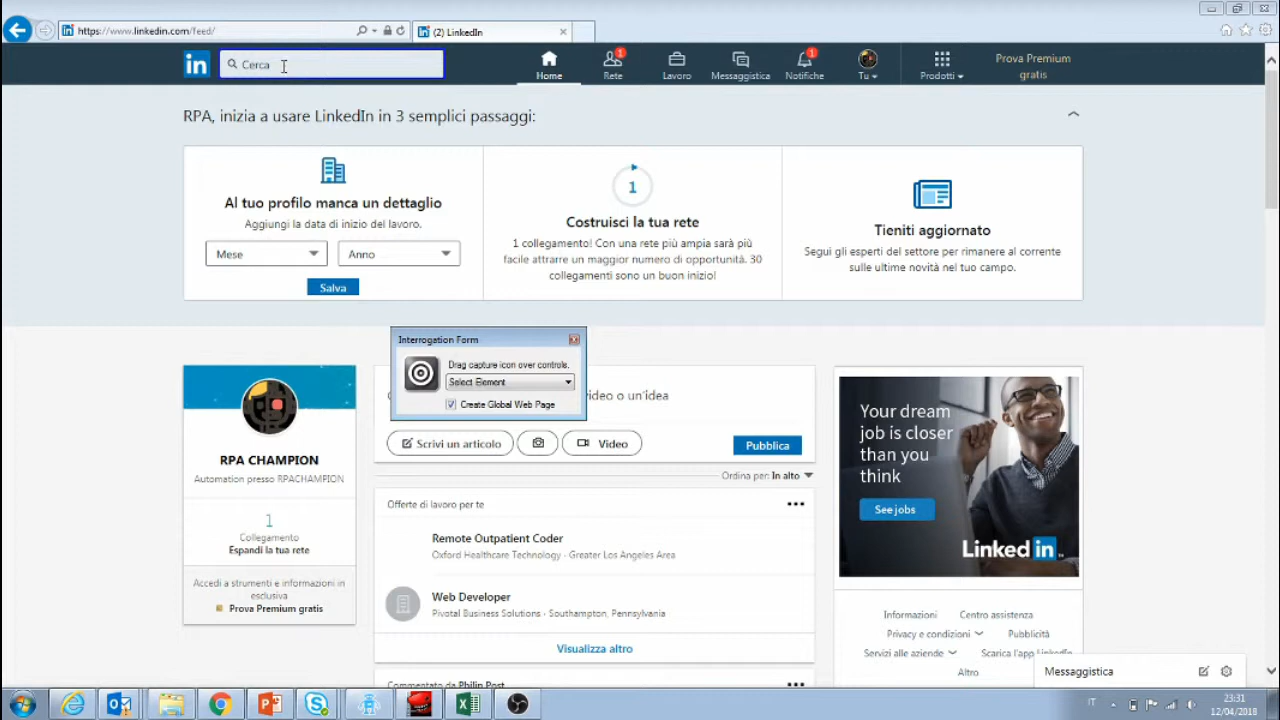 https://www.linkedin.com/feed/
(2) LinkedIn
in
Cerca
Home
1
Rete
Lavoro
Messaggistica
1
Notifiche
Tu
Prodotti
Prova Premium
gratis
RPA, inizia a usare LinkedIn in 3 semplici passaggi:
Al tuo profilo manca un dettaglio
Aggiungi la data di inizio del lavoro.
Mese
Anno
Salva
1
Costruisci la tua rete
1 collegamento! Con una rete più ampia sarà più
facile attrarre un maggior numero di opportunità. 30
collegamenti sono un buon inizio!
Tieniti aggiornato
Segui gli esperti del settore per rimanere al corrente
sulle ultime novità nel tuo campo.
Interrogation Form
Drag capture icon over controls.
Select Element
Create Global Web Page
RPA CHAMPION
Automation presso RPACHAMPION
1
Collegamento
Espandi la tua rete
Accedi a strumenti e informazioni in
esclusiva
Prova Premium gratis
video o un'idea
Scrivi un articolo
Video
Pubblica
Ordina per: In alto
Offerte di lavoro per te
Remote Outpatient Coder
Oxford Healthcare Technology - Greater Los Angeles Area
Web Developer
Pivotal Business Solutions - Southampton, Pennsylvania
Visualizza altro
Commentato da Philip Post
Your dream
job is closer
than you
think
See jobs
Linked in
Informazioni
Centro assistenza
Privacy e condizioni
Pubblicità
Servizi alle aziende
Scarica l'app LinkedIn
Altro
Messaggistica
IT
23:31
12/04/2018